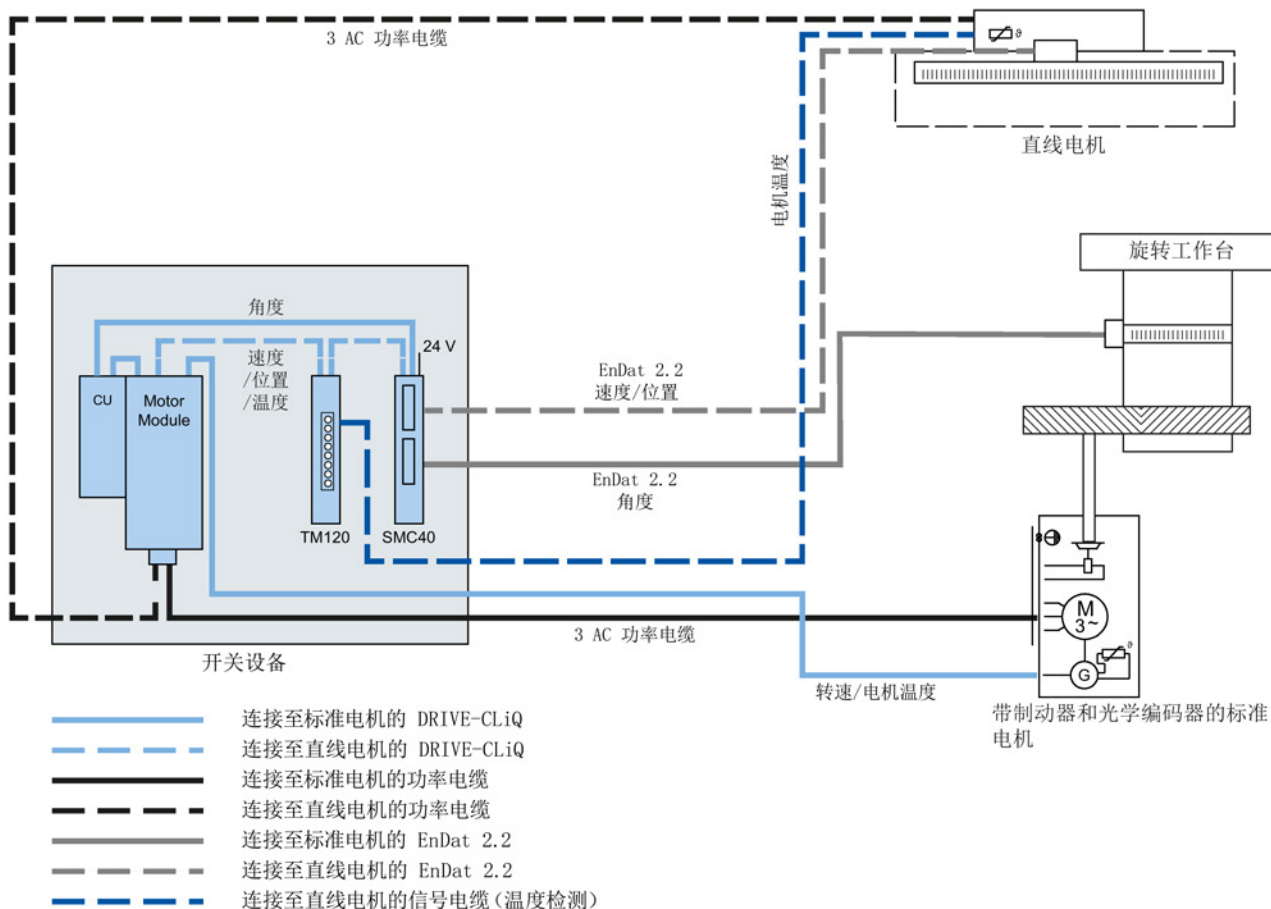 3 AC 功率电缆
ϑ
直线电机
电机温度
旋转工作台
角度
24 V
速度
/位置
/温度
EnDat 2.2
速度/位置
CU
Motor
Module
EnDat 2.2
角度
TM120
SMC40
M
3~
3 AC 功率电缆
ϑ
G
开关设备
转速/电机温度
带制动器和光学编码器的标准
电机
连接至标准电机的 DRIVE-CLiQ
连接至直线电机的 DRIVE-CLiQ
连接至标准电机的功率电缆
连接至直线电机的功率电缆
连接至标准电机的 EnDat 2.2
连接至直线电机的 EnDat 2.2
连接至直线电机的信号电缆(温度检测)